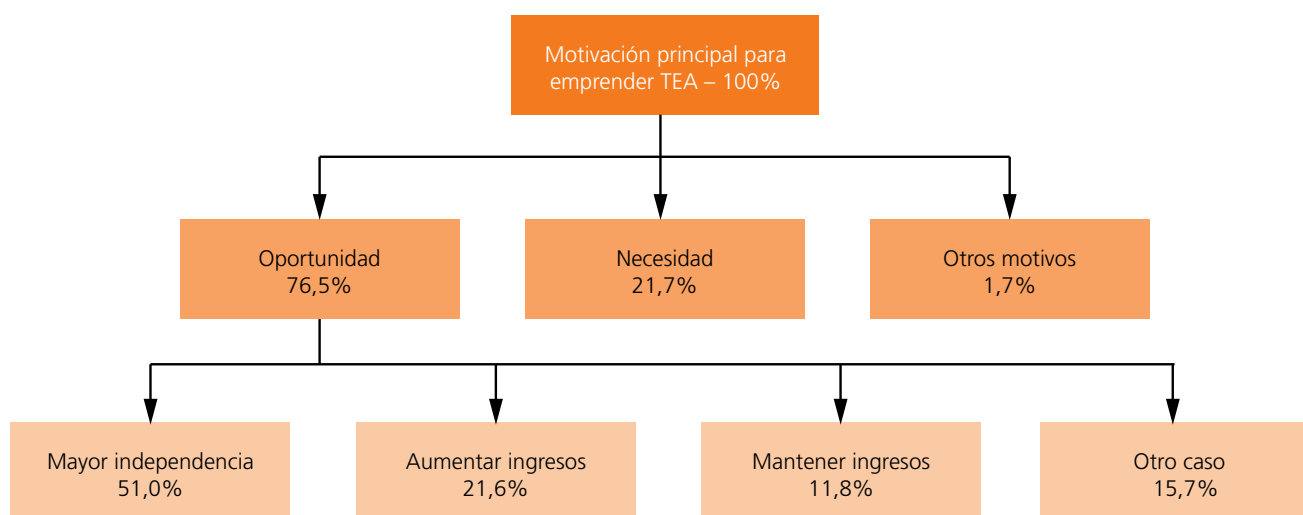 Motivación principal para
emprender TEA – 100%
Oportunidad
76,5%
Necesidad
21,7%
Otros motivos
1,7%
Mayor independencia
51,0%
Aumentar ingresos
21,6%
Mantener ingresos
11,8%
Otro caso
15,7%